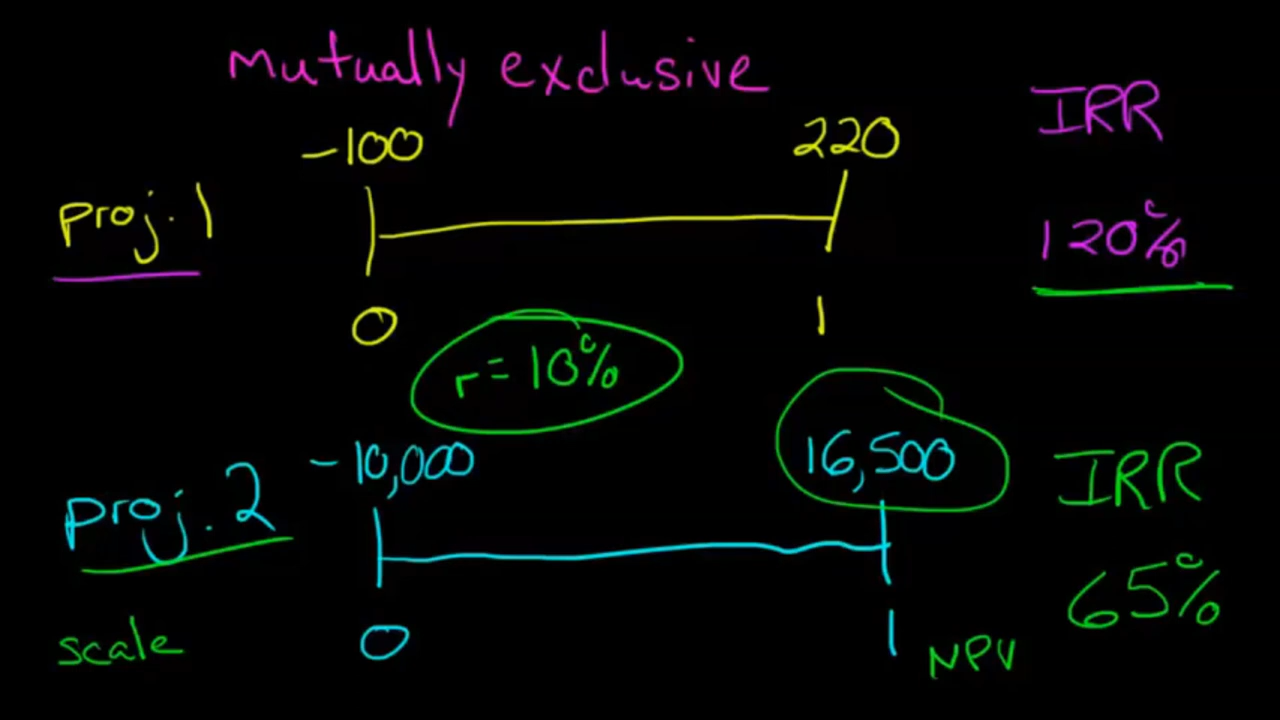 Mutually exclusive
IRR
-100 220
proj. 1 120%
0 1
r = 10%
-10,000 16,500 IRR
proj. 2
65%
scale 0 1 NPV